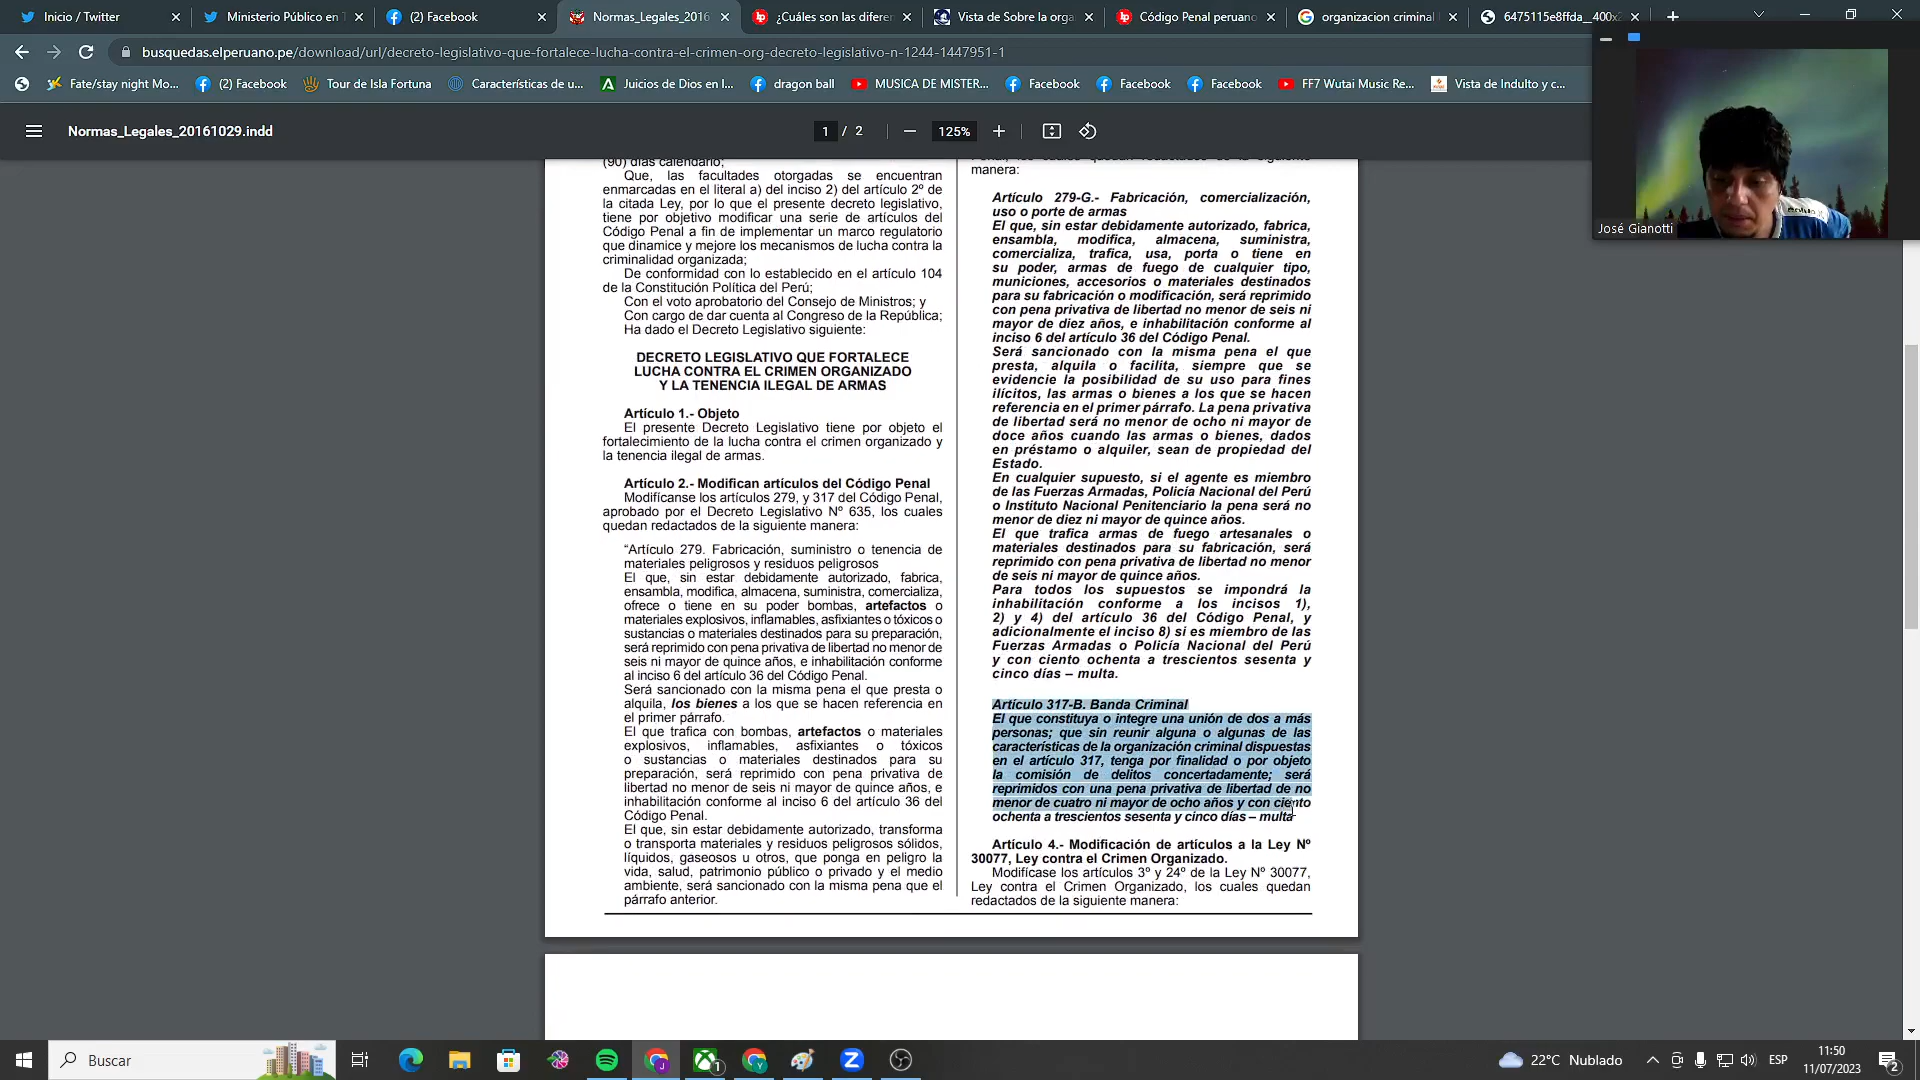 Inicio / Twitter
Ministerio Público en T
(2) Facebook
Normas_Legales_2016
¿Cuáles son las diferen
Vista de Sobre la orga
Código Penal peruano
organizacion criminal
6475115e8ffda__400x2
busquedas.elperuano.pe/download/url/decreto-legislativo-que-fortalece-lucha-contra-el-crimen-org-decreto-legislativo-n-1244-1447951-1
Fate/stay night Mo...
(2) Facebook
Tour de Isla Fortuna
Características de u...
Juicios de Dios en l...
dragon ball
MUSICA DE MISTER...
Facebook
Facebook
Facebook
FF7 Wutai Music Re...
Vista de Indulto y c...
Normas_Legales_20161029.indd
1 / 2
125%
José Gianotti
(90) días calendario;
Que, las facultades otorgadas se encuentran
enmarcadas en el literal a) del inciso 2) del artículo 2º de
la citada Ley, por lo que el presente decreto legislativo,
tiene por objetivo modificar una serie de artículos del
Código Penal a fin de implementar un marco regulatorio
que dinamice y mejore los mecanismos de lucha contra la
criminalidad organizada;
De conformidad con lo establecido en el artículo 104
de la Constitución Política del Perú;
Con el voto aprobatorio del Consejo de Ministros; y
Con cargo de dar cuenta al Congreso de la República;
Ha dado el Decreto Legislativo siguiente:
DECRETO LEGISLATIVO QUE FORTALECE
LUCHA CONTRA EL CRIMEN ORGANIZADO
Y LA TENENCIA ILEGAL DE ARMAS
Artículo 1.- Objeto
El presente Decreto Legislativo tiene por objeto el
fortalecimiento de la lucha contra el crimen organizado y
la tenencia ilegal de armas.
Artículo 2.- Modifican artículos del Código Penal
Modifícanse los artículos 279, y 317 del Código Penal,
aprobado por el Decreto Legislativo Nº 635, los cuales
quedan redactados de la siguiente manera:
“Artículo 279. Fabricación, suministro o tenencia de
materiales peligrosos y residuos peligrosos
El que, sin estar debidamente autorizado, fabrica,
ensambla, modifica, almacena, suministra, comercializa,
ofrece o tiene en su poder bombas, artefactos o
materiales explosivos, inflamables, asfixiantes o tóxicos o
sustancias o materiales destinados para su preparación,
será reprimido con pena privativa de libertad no menor de
seis ni mayor de quince años, e inhabilitación conforme
al inciso 6 del artículo 36 del Código Penal.
Será sancionado con la misma pena el que presta o
alquila, los bienes a los que se hacen referencia en
el primer párrafo.
El que trafica con bombas, artefactos o materiales
explosivos, inflamables, asfixiantes o tóxicos
o sustancias o materiales destinados para su
preparación, será reprimido con pena privativa de
libertad no menor de seis ni mayor de quince años, e
inhabilitación conforme al inciso 6 del artículo 36 del
Código Penal.
El que, sin estar debidamente autorizado, transforma
o transporta materiales y residuos peligrosos sólidos,
líquidos, gaseosos u otros, que ponga en peligro la
vida, salud, patrimonio público o privado y el medio
ambiente, será sancionado con la misma pena que el
párrafo anterior.
manera:
Artículo 279-G.- Fabricación, comercialización,
uso o porte de armas
El que, sin estar debidamente autorizado, fabrica,
ensambla, modifica, almacena, suministra,
comercializa, trafica, usa, porta o tiene en
su poder, armas de fuego de cualquier tipo,
municiones, accesorios o materiales destinados
para su fabricación o modificación, será reprimido
con pena privativa de libertad no menor de seis ni
mayor de diez años, e inhabilitación conforme al
inciso 6 del artículo 36 del Código Penal.
Será sancionado con la misma pena el que
presta, alquila o facilita, siempre que se
evidencie la posibilidad de su uso para fines
ilícitos, las armas o bienes a los que se hacen
referencia en el primer párrafo. La pena privativa
de libertad será no menor de ocho ni mayor de
doce años cuando las armas o bienes, dados
en préstamo o alquiler, sean de propiedad del
Estado.
En cualquier supuesto, si el agente es miembro
de las Fuerzas Armadas, Policía Nacional del Perú
o Instituto Nacional Penitenciario la pena será no
menor de diez ni mayor de quince años.
El que trafica armas de fuego artesanales o
materiales destinados para su fabricación, será
reprimido con pena privativa de libertad no menor
de seis ni mayor de quince años.
Para todos los supuestos se impondrá la
inhabilitación conforme a los incisos 1),
2) y 4) del artículo 36 del Código Penal, y
adicionalmente el inciso 8) si es miembro de las
Fuerzas Armadas o Policía Nacional del Perú
y con ciento ochenta a trescientos sesenta y
cinco días – multa.
Artículo 317-B. Banda Criminal
El que constituya o integre una unión de dos a más
personas; que sin reunir alguna o algunas de las
características de la organización criminal dispuestas
en el artículo 317, tenga por finalidad o por objeto
la comisión de delitos concertadamente; será
reprimidos con una pena privativa de libertad de no
menor de cuatro ni mayor de ocho años y con ciento
ochenta a trescientos sesenta y cinco días – multa
Artículo 4.- Modificación de artículos a la Ley Nº
30077, Ley contra el Crimen Organizado.
Modifícase los artículos 3º y 24º de la Ley Nº 30077,
Ley contra el Crimen Organizado, los cuales quedan
redactados de la siguiente manera:
Buscar
22°C Nublado
ESP
11:50
11/07/2023
2